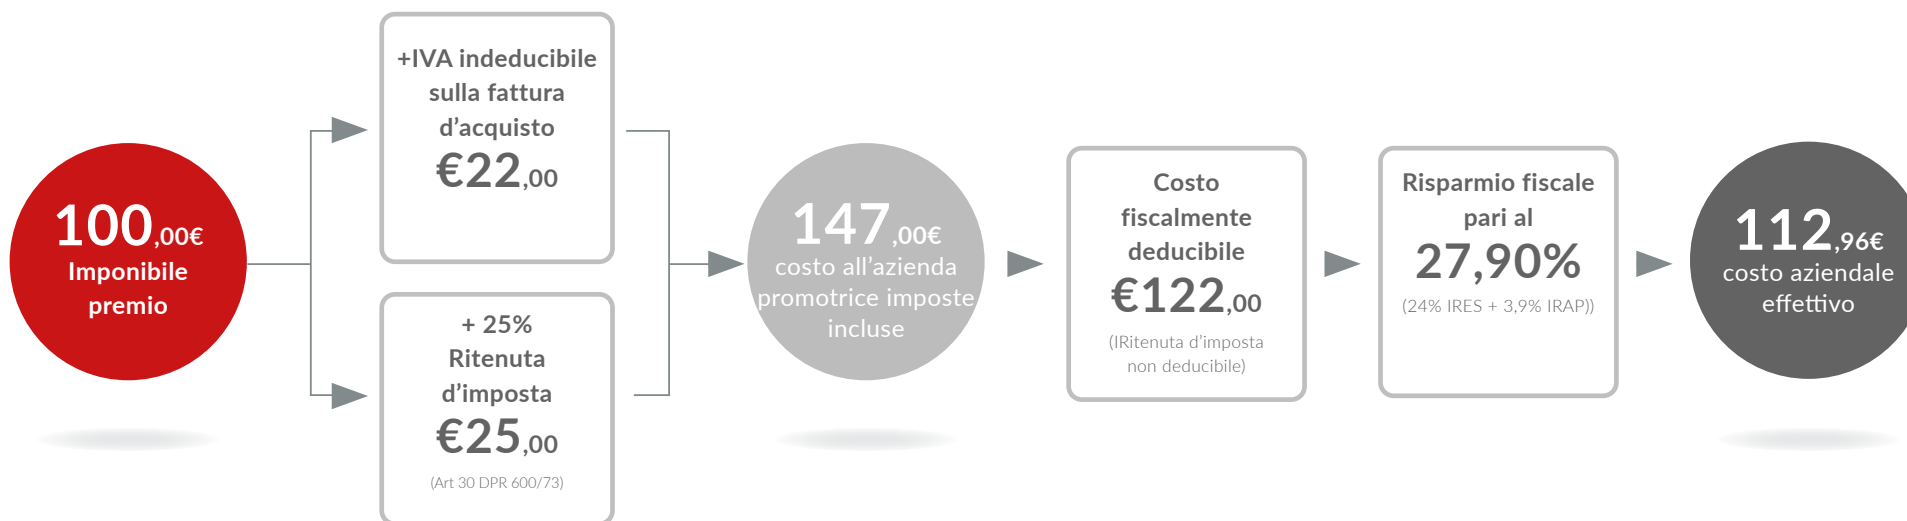 100,00€
Imponibile
premio
+IVA indeducibile
sulla fattura
d’acquisto
€22,00
+ 25%
Ritenuta
d’imposta
€25,00
(Art 30 DPR 600/73)
147,00€
costo all’azienda
promotrice imposte
incluse
Costo
fiscalmente
deducibile
€122,00
(IRitenuta d’imposta
non deducibile)
Risparmio fiscale
pari al
27,90%
(24% IRES + 3,9% IRAP))
112,96€
costo aziendale
effettivo